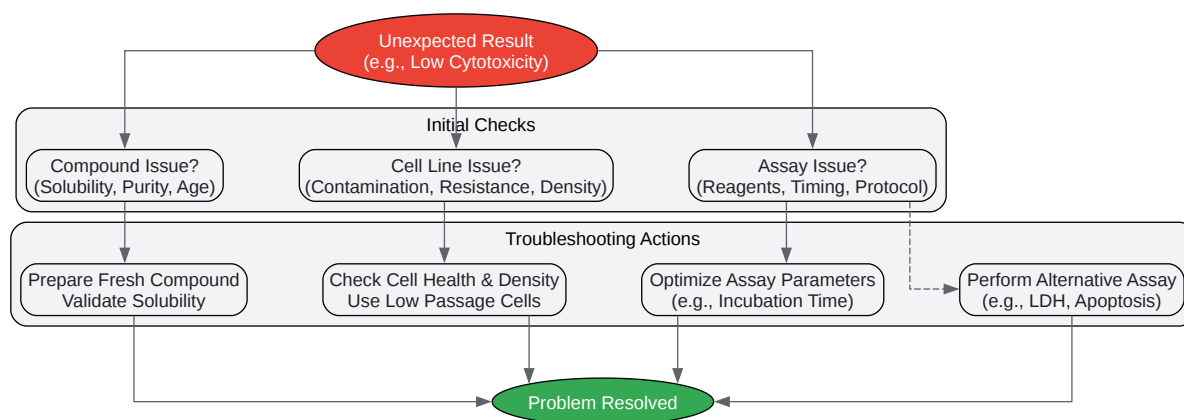 Unexpected Result
(e.g., Low Cytotoxicity)
Initial Checks
Compound Issue?
(Solubility, Purity, Age)
Cell Line Issue?
(Contamination, Resistance, Density)
Assay Issue?
(Reagents, Timing, Protocol)
Troubleshooting Actions
Prepare Fresh Compound
Validate Solubility
Check Cell Health & Density
Use Low Passage Cells
Optimize Assay Parameters
(e.g., Incubation Time)
Perform Alternative Assay
(e.g., LDH, Apoptosis)
Problem Resolved